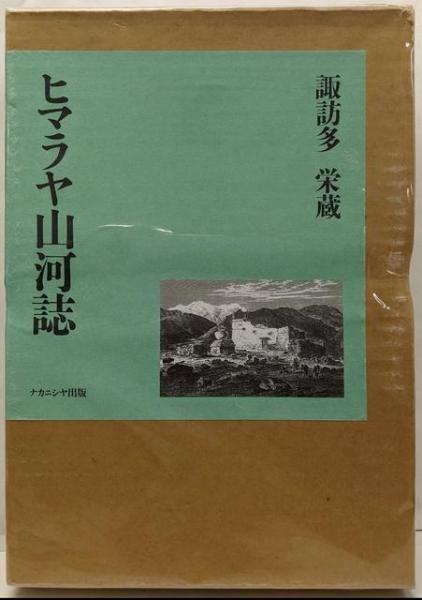 諏訪多 栄蔵
ヒマラヤ山河誌
ナカニシヤ出版